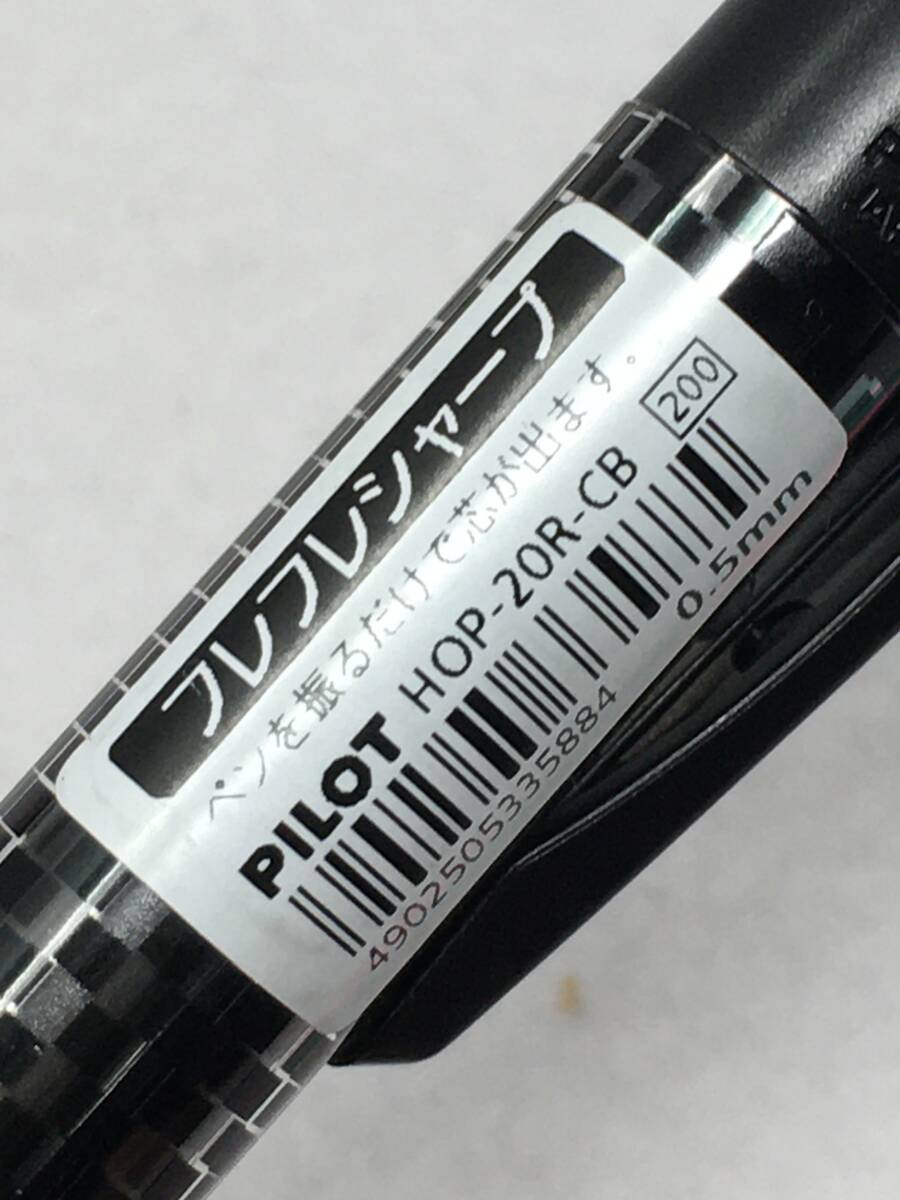 フレフレシャープ
ペンを振るだけで芯が出ます。
PILOT HOP-20R-CB 200
0.5mm
4902505335884